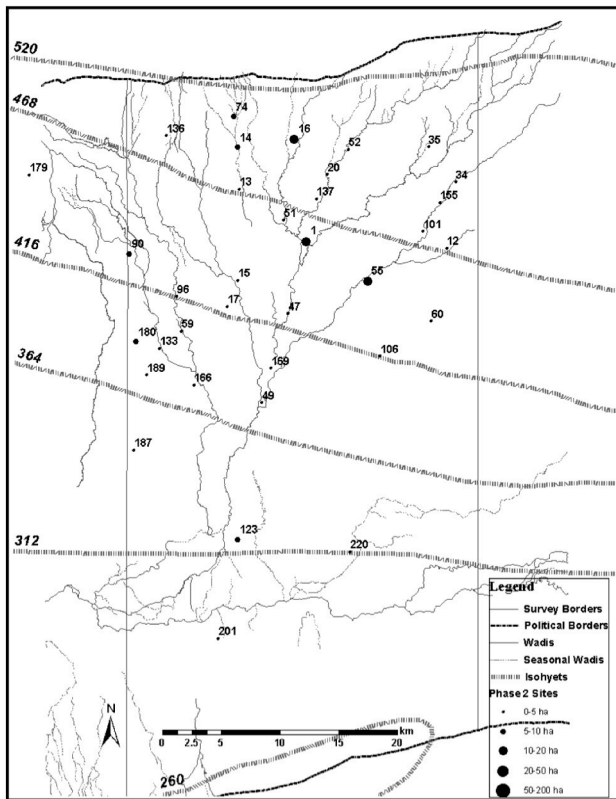 520
468
74
136
16
14
52
35
179
20
34
13
137
155
51
101
1
12
90
416
55
15
96
17
47
60
180
59
133
106
364
169
189
166
49
187
123
312
220
Legend
Survey Borders
201
Political Borders
Wadis
Seasonal Wadis
Isohyets
N
Phase 2 Sites
0-5 ha
km
5-10 ha
0 2.5 5 10 15 20
10-20 ha
20-50 ha
260
50-200 ha